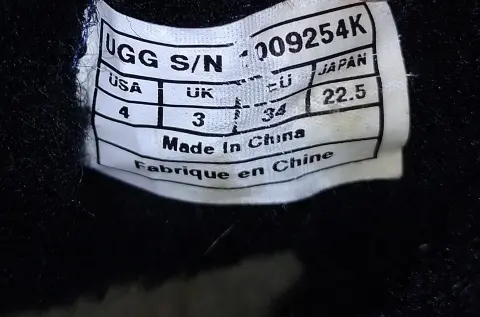 UGG S/N 1009254K
USA UK EU JAPAN
4 3 34 22.5
Made In China
Fabrique en Chine